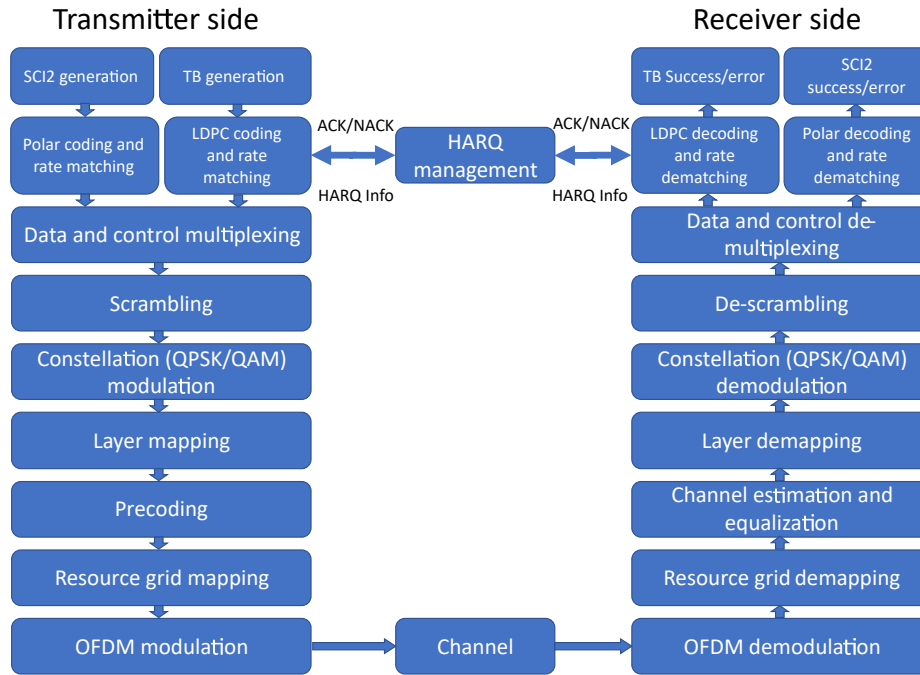 Transmitter side
SCI2 generation
TB generation
Polar coding and
rate matching
LDPC coding
and rate
matching
Data and control multiplexing
Scrambling
Constellation (QPSK/QAM)
modulation
Layer mapping
Precoding
Resource grid mapping
OFDM modulation
ACK/NACK
HARQ Info
HARQ
management
ACK/NACK
HARQ Info
Channel
Receiver side
TB Success/error
SCI2
success/error
LDPC decoding
and rate
dematching
Polar decoding
and rate
dematching
Data and control de-
multiplexing
De-scrambling
Constellation (QPSK/QAM)
demodulation
Layer demapping
Channel estimation and
equalization
Resource grid demapping
OFDM demodulation